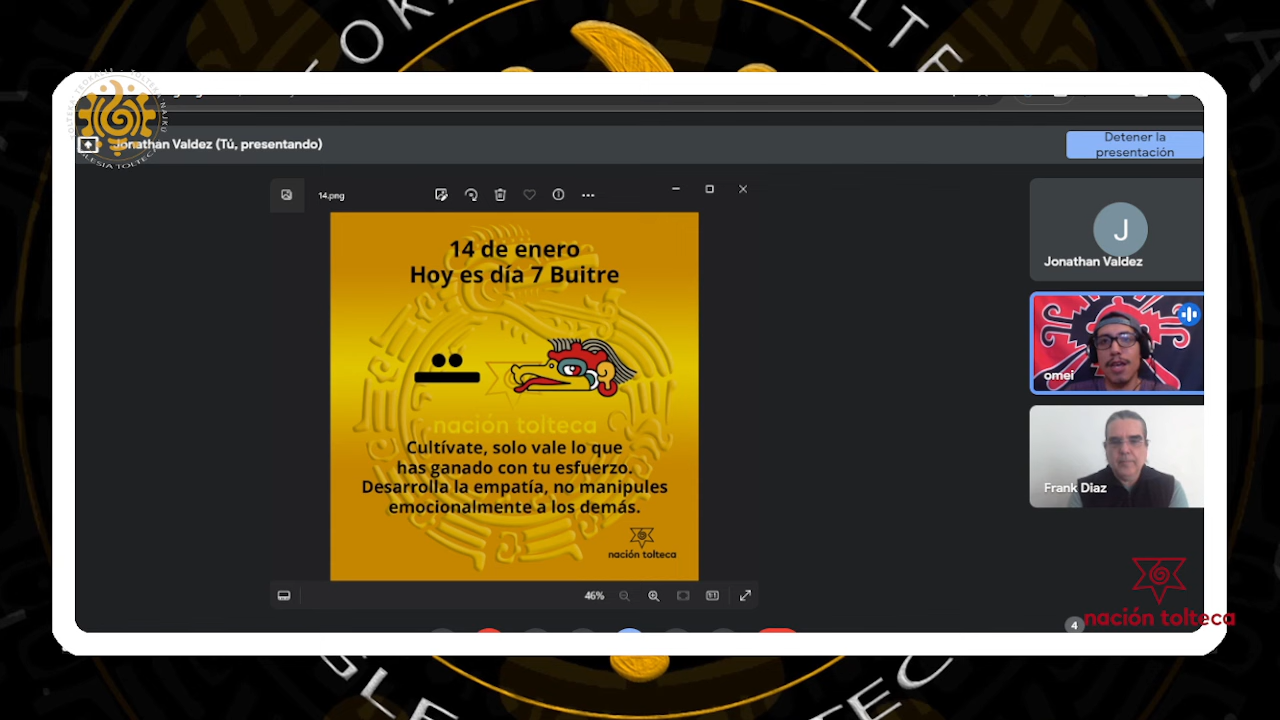 Jonathan Valdez (Tú, presentando)
Detener la
presentación
14.png
14 de enero
Hoy es día 7 Buitre
nación tolteca
Cultívate, solo vale lo que
has ganado con tu esfuerzo.
Desarrolla la empatía, no manipules
emocionalmente a los demás.
nación tolteca
46%
J
Jonathan Valdez
omei
Frank Diaz
4
nación tolteca